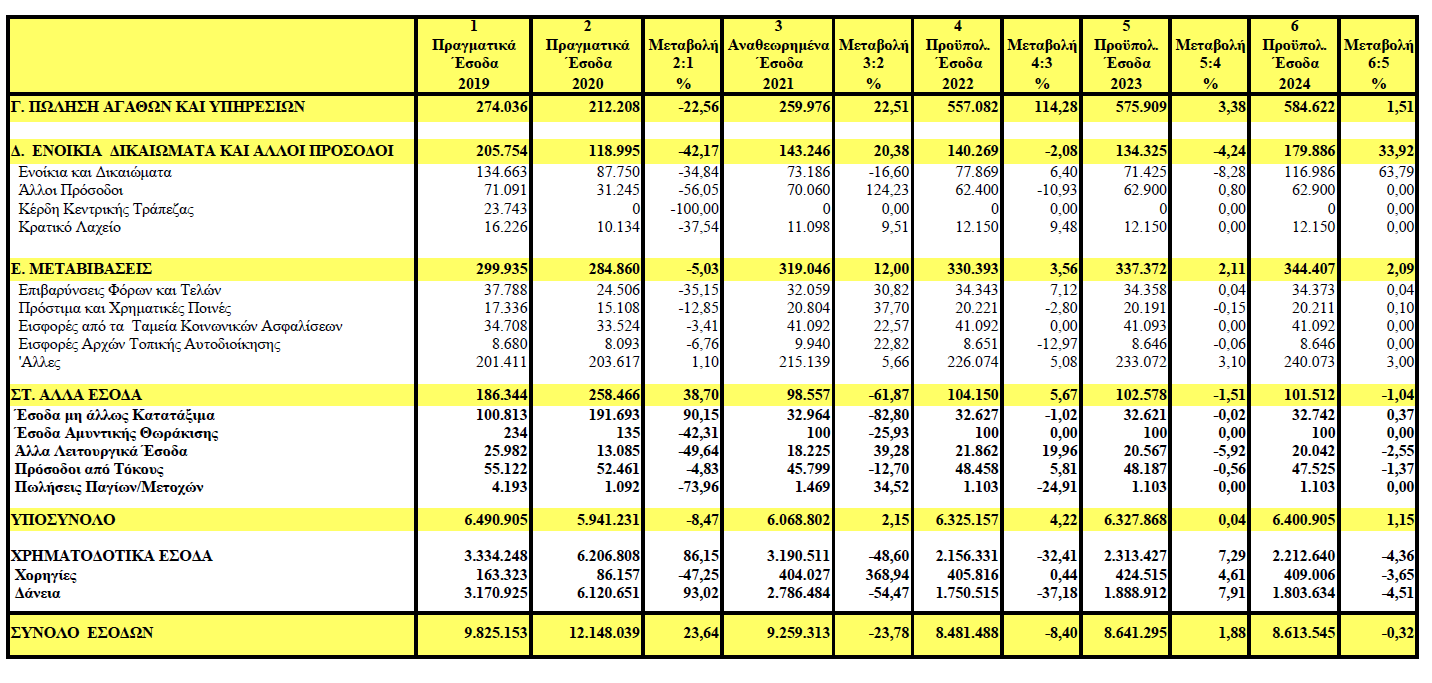 1 2 3 4 5 6
Πραγματικά Πραγματικά Μεταβολή Αναθεωρημένα Μεταβολή Προϋπολ. Μεταβολή Προϋπολ. Μεταβολή Προϋπολ. Μεταβολή
Έσοδα Έσοδα 2:1 Έσοδα 3:2 Έσοδα 4:3 Έσοδα 5:4 Έσοδα 6:5
2019 2020 % 2021 % 2022 % 2023 % 2024 %
Γ. ΠΩΛΗΣΗ ΑΓΑΘΩΝ ΚΑΙ ΥΠΗΡΕΣΙΩΝ 274.036 212.208 -22,56 259.976 22,51 557.082 114,28 575.909 3,38 584.622 1,51
Δ. ΕΝΟΙΚΙΑ ΔΙΚΑΙΩΜΑΤΑ ΚΑΙ ΑΛΛΟΙ ΠΡΟΣΟΔΟΙ 205.754 118.995 -42,17 143.246 20,38 140.269 -2,08 134.325 -4,24 179.886 33,92
Ενοίκια και Δικαιώματα 134.663 87.750 -34,84 73.186 -16,60 77.869 6,40 71.425 -8,28 116.986 63,79
Άλλοι Πρόσοδοι 71.091 31.245 -56,05 70.060 124,23 62.400 -10,93 62.900 0,80 62.900 0,00
Κέρδη Κεντρικής Τράπεζας 23.743 0 -100,00 0 0,00 0 0,00 0 0,00 0 0,00
Κρατικό Λαχείο 16.226 10.134 -37,54 11.098 9,51 12.150 9,48 12.150 0,00 12.150 0,00
Ε. ΜΕΤΑΒΙΒΑΣΕΙΣ 299.935 284.860 -5,03 319.046 12,00 330.393 3,56 337.372 2,11 344.407 2,09
Επιβαρύνσεις Φόρων και Τελών 37.788 24.506 -35,15 32.059 30,82 34.343 7,12 34.358 0,04 34.373 0,04
Πρόστιμα και Χρηματικές Ποινές 17.336 15.108 -12,85 20.804 37,70 20.221 -2,80 20.191 -0,15 20.211 0,10
Εισφορές από τα Ταμεία Κοινωνικών Ασφαλίσεων 34.708 33.524 -3,41 41.092 22,57 41.092 0,00 41.093 0,00 41.092 0,00
Εισφορές Αρχών Τοπικής Αυτοδιοίκησης 8.680 8.093 -6,76 9.940 22,82 8.651 -12,97 8.646 -0,06 8.646 0,00
'Αλλες 201.411 203.617 1,10 215.139 5,66 226.074 5,08 233.072 3,10 240.073 3,00
ΣΤ. ΑΛΛΑ ΕΣΟΔΑ 186.344 258.466 38,70 98.557 -61,87 104.150 5,67 102.578 -1,51 101.512 -1,04
Έσοδα μη άλλως Κατατάξιμα 100.813 191.693 90,15 32.964 -82,80 32.627 -1,02 32.621 -0,02 32.742 0,37
Έσοδα Αμυντικής Θωράκισης 234 135 -42,31 100 -25,93 100 0,00 100 0,00 100 0,00
Άλλα Λειτουργικά Έσοδα 25.982 13.085 -49,64 18.225 39,28 21.862 19,96 20.567 -5,92 20.042 -2,55
Πρόσοδοι από Τόκους 55.122 52.461 -4,83 45.799 -12,70 48.458 5,81 48.187 -0,56 47.525 -1,37
Πωλήσεις Παγίων/Μετοχών 4.193 1.092 -73,96 1.469 34,52 1.103 -24,91 1.103 0,00 1.103 0,00
ΥΠΟΣΥΝΟΛΟ 6.490.905 5.941.231 -8,47 6.068.802 2,15 6.325.157 4,22 6.327.868 0,04 6.400.905 1,15
ΧΡΗΜΑΤΟΔΟΤΙΚΑ ΕΣΟΔΑ 3.334.248 6.206.808 86,15 3.190.511 -48,60 2.156.331 -32,41 2.313.427 7,29 2.212.640 -4,36
Χορηγίες 163.323 86.157 -47,25 404.027 368,94 405.816 0,44 424.515 4,61 409.006 -3,65
Δάνεια 3.170.925 6.120.651 93,02 2.786.484 -54,47 1.750.515 -37,18 1.888.912 7,91 1.803.634 -4,51
ΣΥΝΟΛΟ ΕΣΟΔΩΝ 9.825.153 12.148.039 23,64 9.259.313 -23,78 8.481.488 -8,40 8.641.295 1,88 8.613.545 -0,32